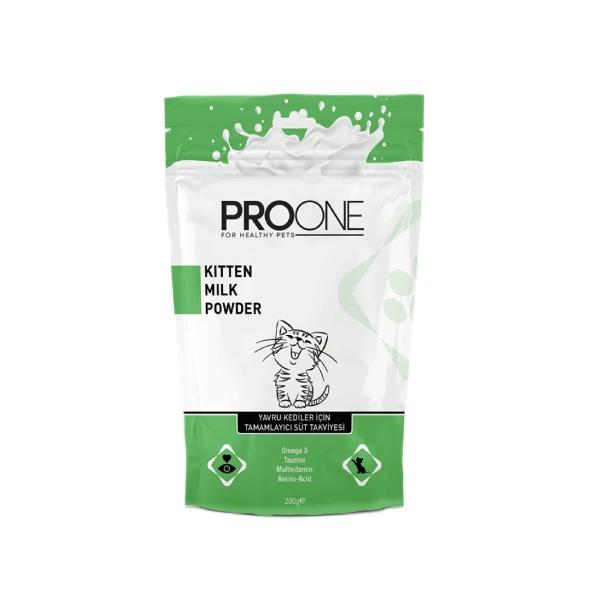 PROONE
FOR HEALTHY PETS
KITTEN
MILK
POWDER
YAVRU KEDİLER İÇİN
TAMAMLAYICI SÜT TAKVİYESİ
Omega 3
Taurine
Multivitamin
Amino-Acid
200g℮